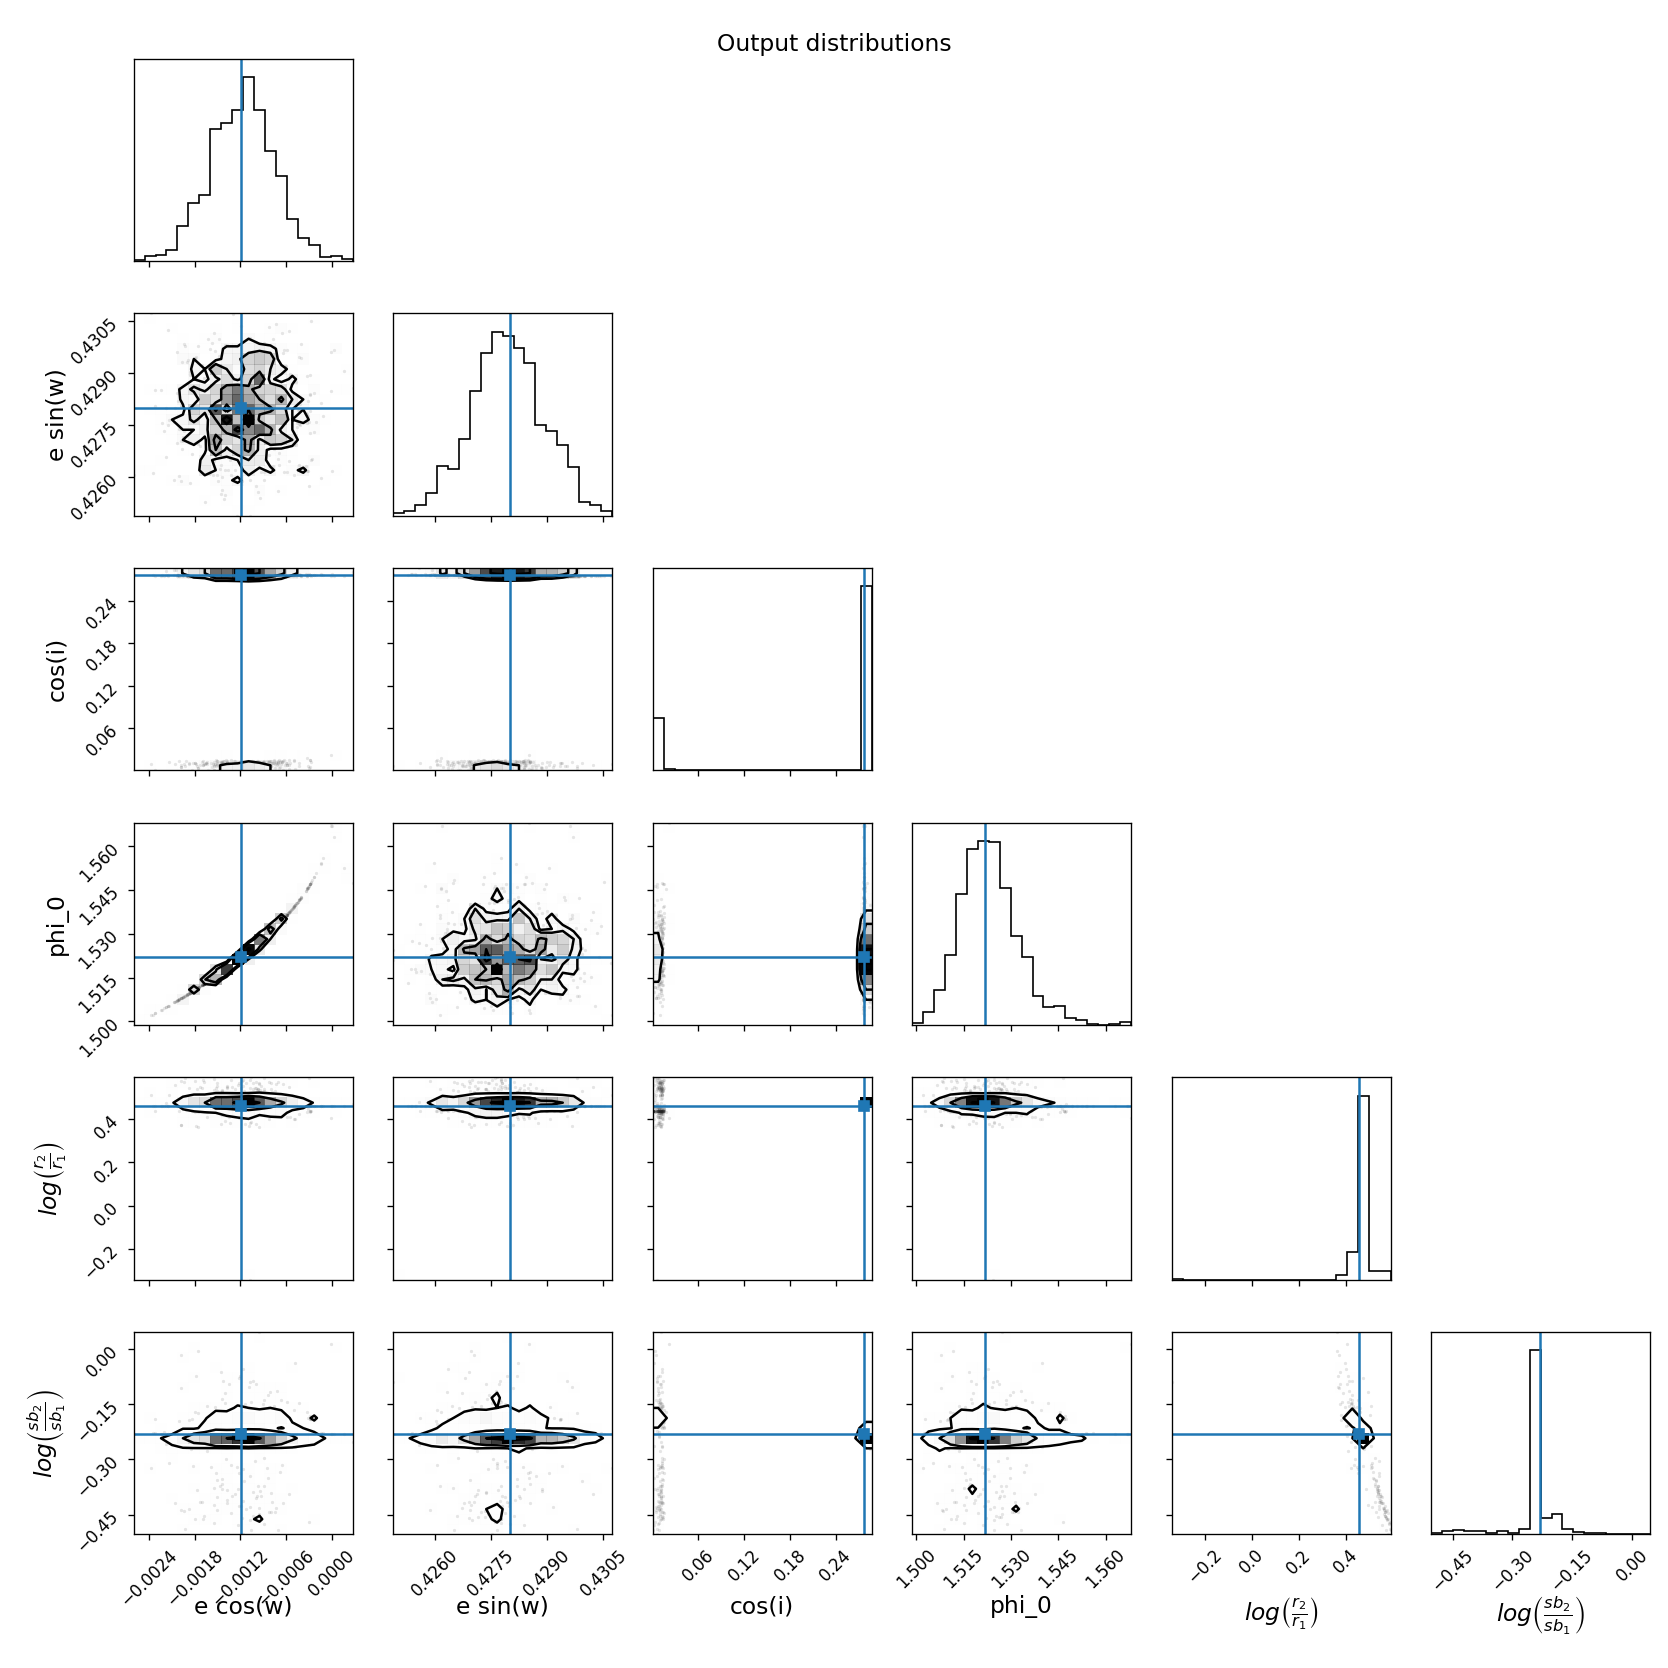 Output distributions
e sin(w)
0.4305
0.4290
0.4275
0.4260
cos(i)
0.24
0.18
0.12
0.06
phi_0
1.560
1.545
1.530
1.515
1.500
log(r₂/r₁)
0.4
0.2
0.0
−0.2
log(sb₂/sb₁)
0.00
−0.15
−0.30
−0.45
−0.0024 −0.0018 −0.0012 −0.0006 0.0000
0.4260 0.4275 0.4290 0.4305
0.06 0.12 0.18 0.24
1.500 1.515 1.530 1.545 1.560
−0.2 0.0 0.2 0.4
−0.45 −0.30 −0.15 0.00
e cos(w) e sin(w) cos(i) phi_0 log(r₂/r₁) log(sb₂/sb₁)